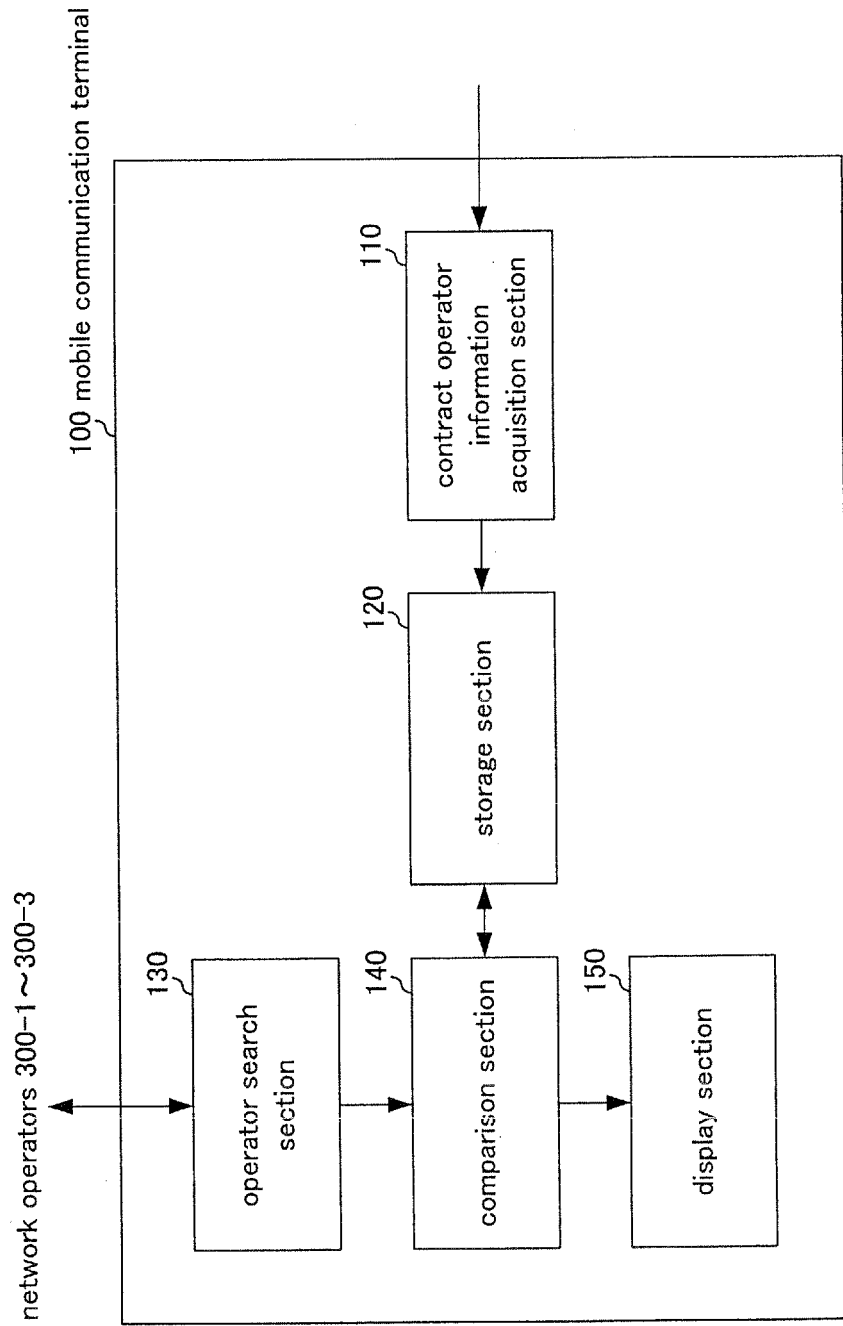 network operators 300-1～300-3
100 mobile communication terminal
130
operator search
section
140
comparison section
150
display section
120
storage section
110
contract operator
information
acquisition section